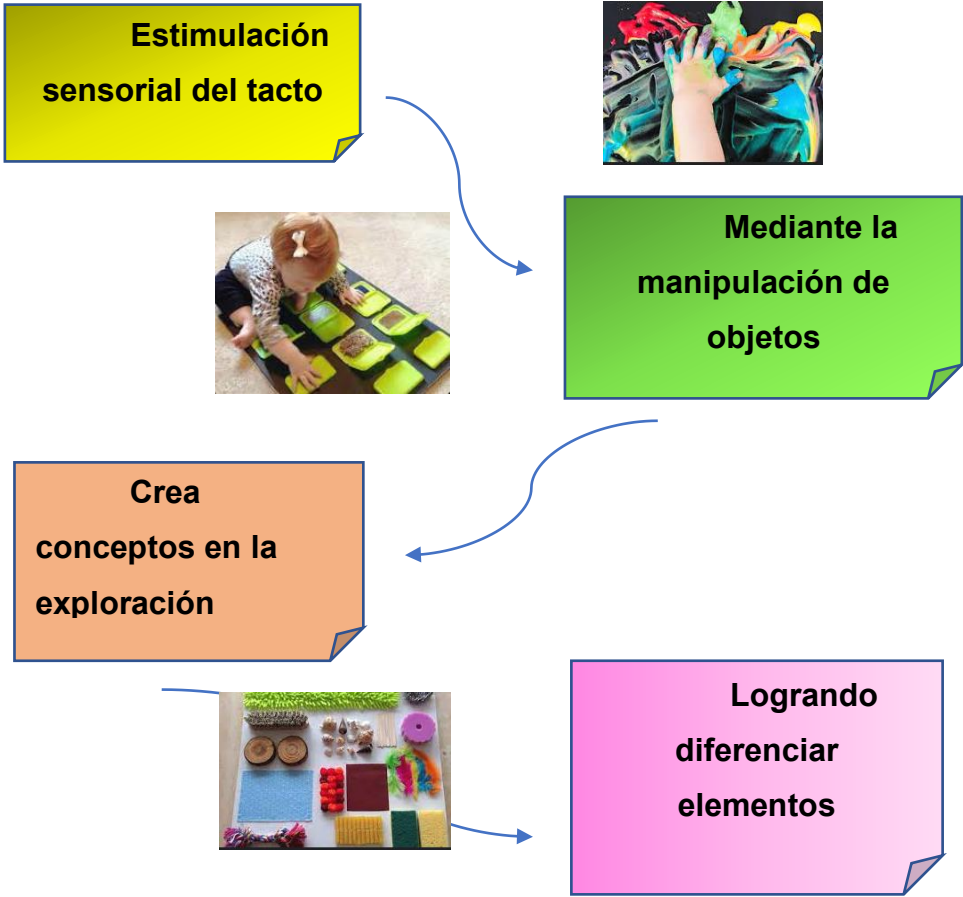 Estimulación
sensorial del tacto
Mediante la
manipulación de
objetos
Crea
conceptos en la
exploración
Logrando
diferenciar
elementos